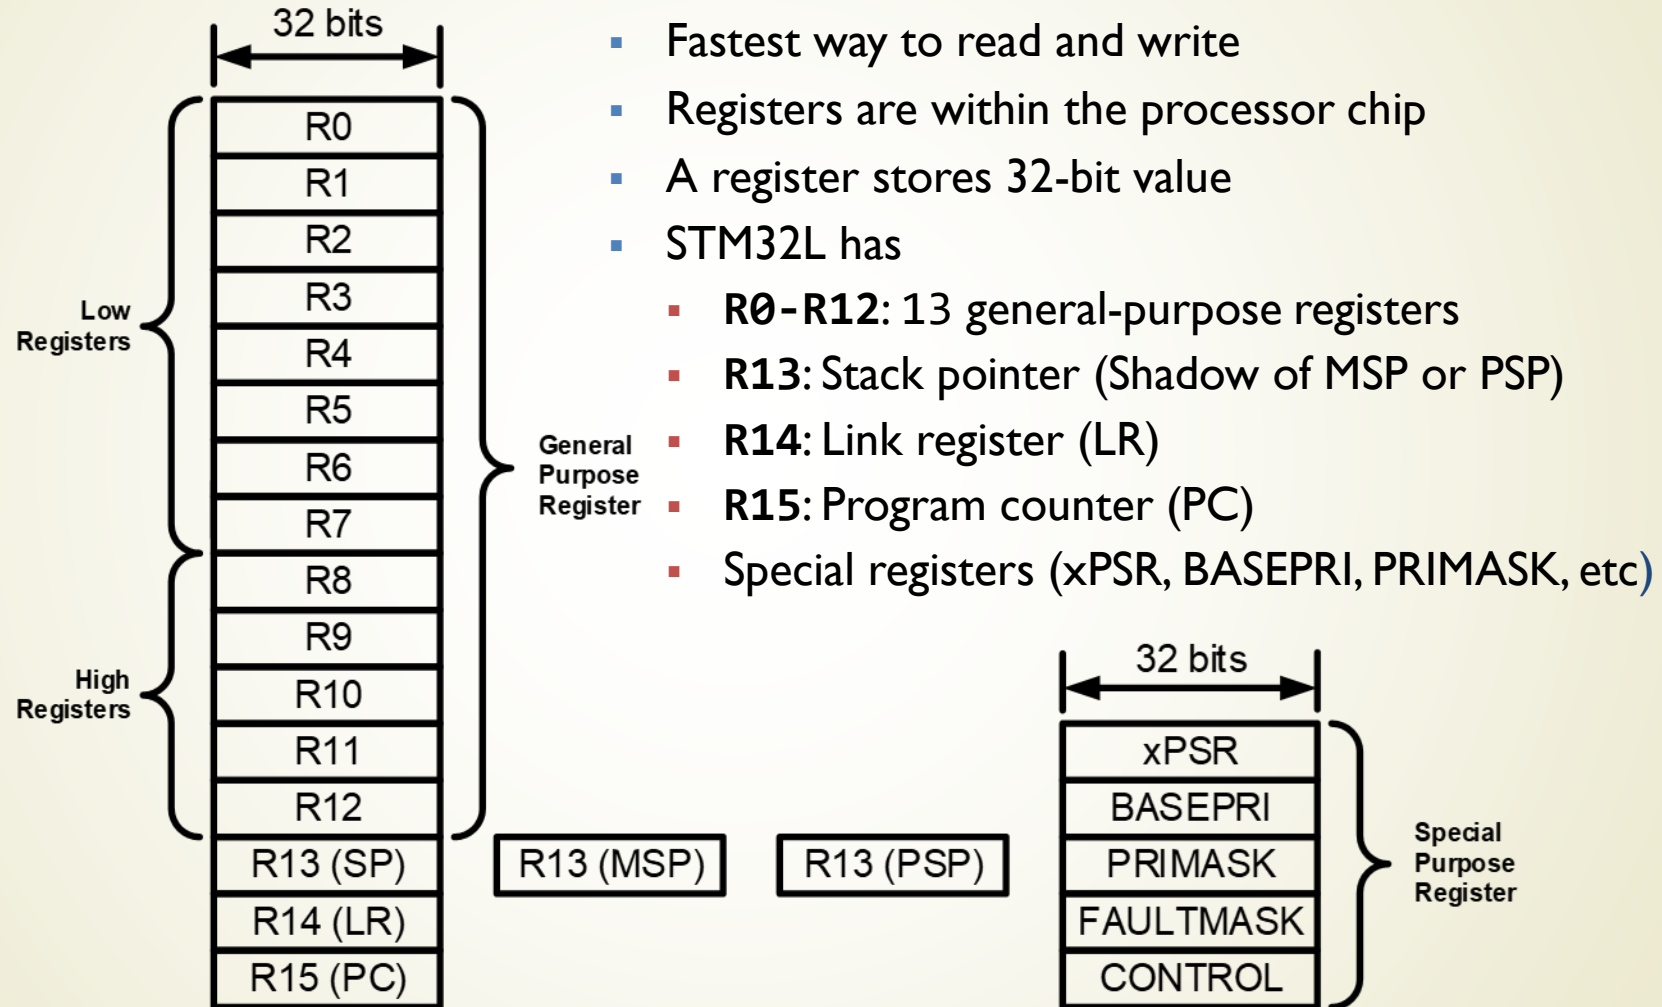 32 bits
R0
R1
R2
R3
R4
R5
R6
R7
R8
R9
R10
R11
R12
R13 (SP)
R14 (LR)
R15 (PC)
Low
Registers
High
Registers
General
Purpose
Register
R13 (MSP)
R13 (PSP)
▪ Fastest way to read and write
▪ Registers are within the processor chip
▪ A register stores 32-bit value
▪ STM32L has
▪ R0-R12: 13 general-purpose registers
▪ R13: Stack pointer (Shadow of MSP or PSP)
▪ R14: Link register (LR)
▪ R15: Program counter (PC)
▪ Special registers (xPSR, BASEPRI, PRIMASK, etc)
32 bits
xPSR
BASEPRI
PRIMASK
FAULTMASK
CONTROL
Special
Purpose
Register